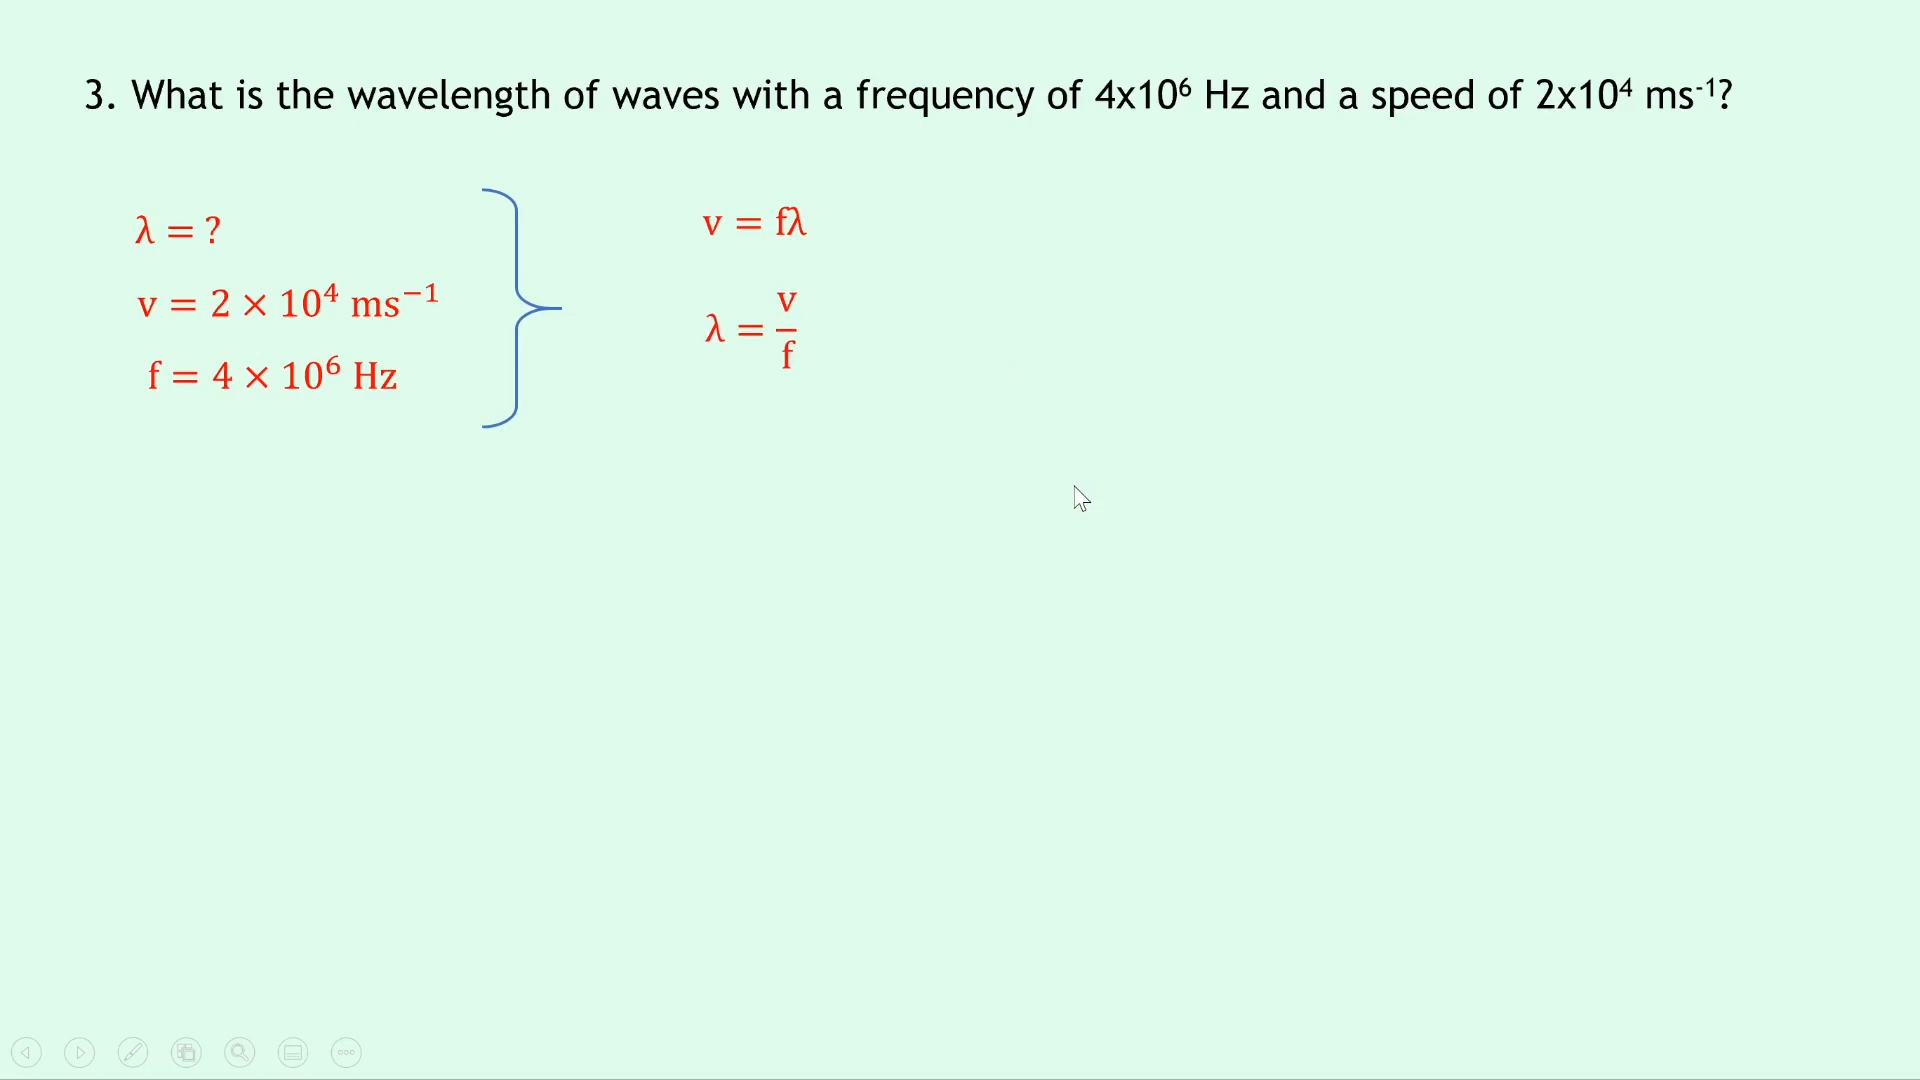 3. What is the wavelength of waves with a frequency of 4x10⁶ Hz and a speed of 2x10⁴ ms⁻¹?
λ = ?
v = 2 × 10⁴ ms⁻¹
f = 4 × 10⁶ Hz
v = fλ
λ = v/f